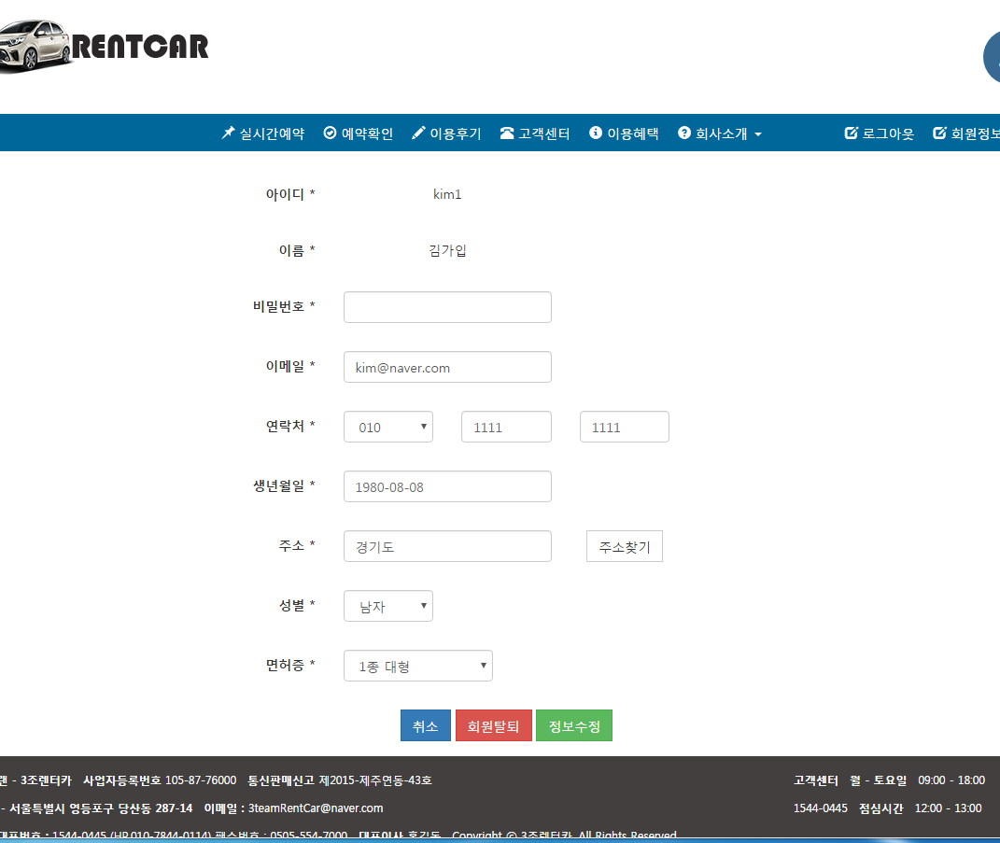 RENTCAR
실시간예약 예약확인 이용후기 고객센터 이용혜택 회사소개 로그아웃 회원정보
아이디 * kim1
이름 * 김가입
비밀번호 *
이메일 * kim@naver.com
연락처 * 010 1111 1111
생년월일 * 1980-08-08
주소 * 경기도 주소찾기
성별 * 남자
면허증 * 1종 대형
취소 회원탈퇴 정보수정
- 3조렌터카 사업자등록번호 105-87-76000 통신판매신고 제2015-제주연동-43호 고객센터 월 - 토요일 09:00 - 18:00
- 서울특별시 영등포구 당산동 287-14 이메일 : 3teamRentCar@naver.com 1544-0445 점심시간 12:00 - 13:00
대표번호 : 1544-0445 (HP.010-7844-0114) 팩스번호 : 0505-554-7000 대표이사 홍길동 Copyright © 3조렌터카. All Rights Reserved.